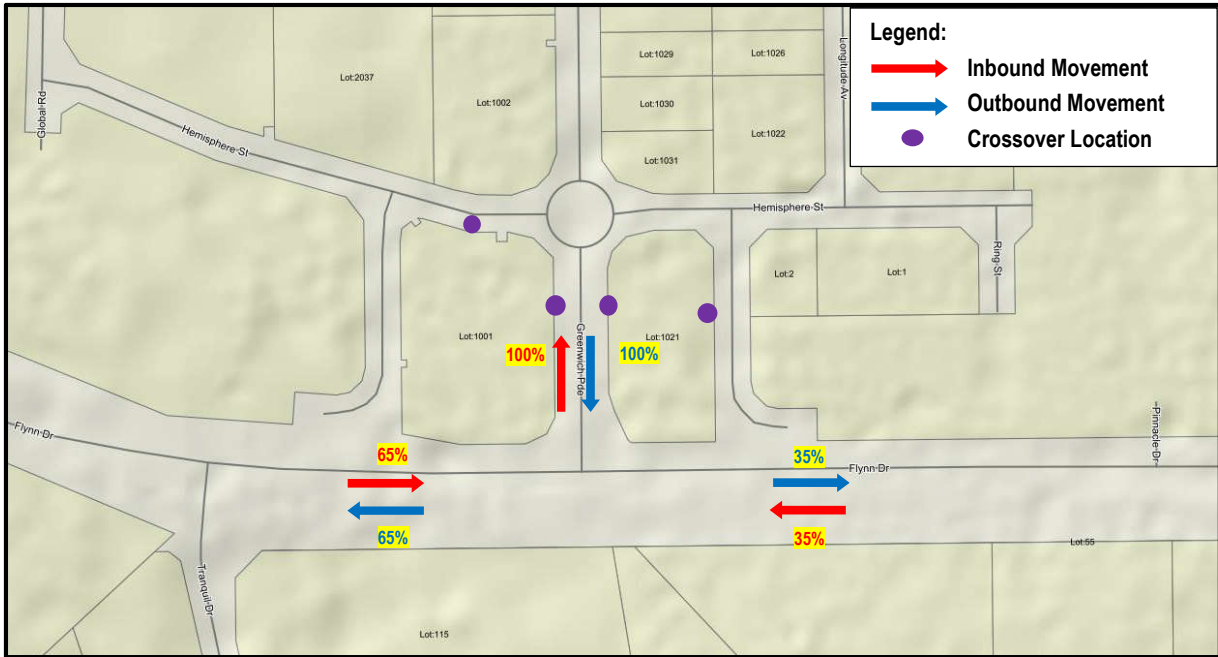 Legend:
Inbound Movement
Outbound Movement
Crossover Location
Global Rd
Hemisphere St
Lot:2037
Lot:1002
Lot:1029
Lot:1026
Lot:1030
Lot:1022
Lot:1031
Longitude Av
Hemisphere St
Ring St
Lot:2
Lot:1
Lot:1001
Greenwich Pde
Lot:1021
100%
100%
Flynn Dr
65%
35%
Flynn Dr
Pinnacle Dr
65%
35%
Lot:55
Tranquil Dr
Lot:115